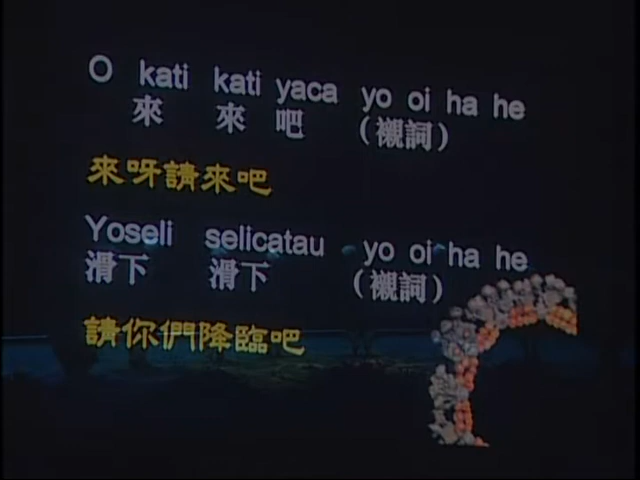 O kati kati yaca yo oi ha he
來 來 吧 (襯詞)
來呀請來吧
Yoseli selicatau yo oi ha he
滑下 滑下 (襯詞)
請你們降臨吧